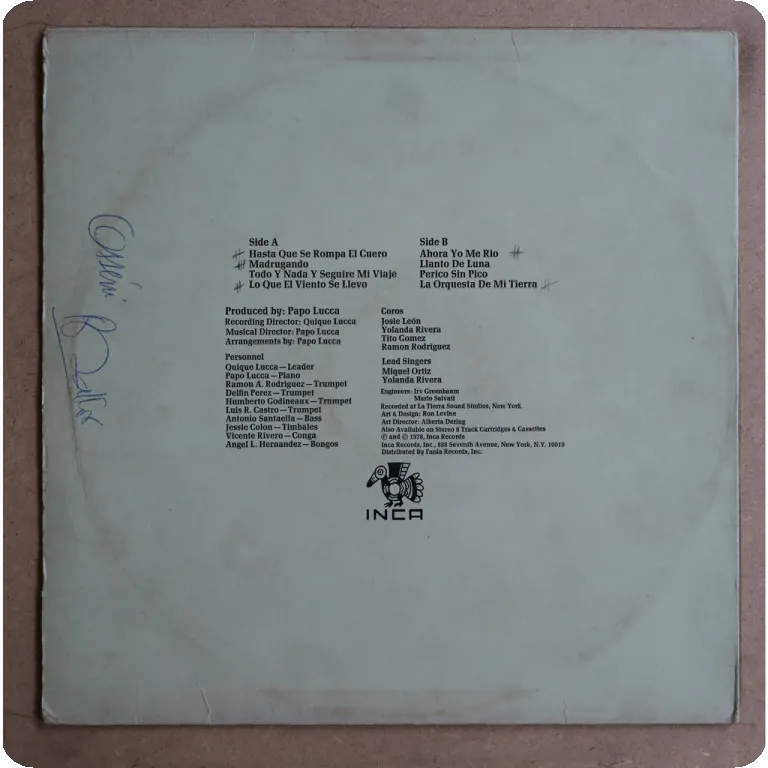 Side A
Hasta Que Se Rompa El Cuero
Madrugando
Todo Y Nada Y Seguire Mi Viaje
Lo Que El Viento Se Llevo
Side B
Ahora Yo Me Rio
Llanto De Luna
Perico Sin Pico
La Orquesta De Mi Tierra
Produced by: Papo Lucca
Recording Director: Quique Lucca
Musical Director: Papo Lucca
Arrangements by: Papo Lucca
Personnel
Quique Lucca—Leader
Papo Lucca—Piano
Ramon A. Rodriguez—Trumpet
Delfin Perez—Trumpet
Humberto Godineaux—Trumpet
Luis R. Castro—Trumpet
Antonio Santaella—Bass
Jessie Colon—Timbales
Vicente Rivero—Conga
Angel L. Hernandez—Bongos
Coros
Josie León
Yolanda Rivera
Tito Gomez
Ramon Rodriguez
Lead Singers
Miquel Ortiz
Yolanda Rivera
Engineers: Irv Greenbaum
Mario Salvati
Recorded at La Tierra Sound Studios, New York
Art & Design: Ron Levine
Art Director: Alberta Dering
Also Available on Stereo 8 Track Cartridges & Cassettes
℗ and © 1978, Inca Records
Inca Records, Inc., 888 Seventh Avenue, New York, N.Y. 10019
Distributed By Fania Records, Inc.
INCA